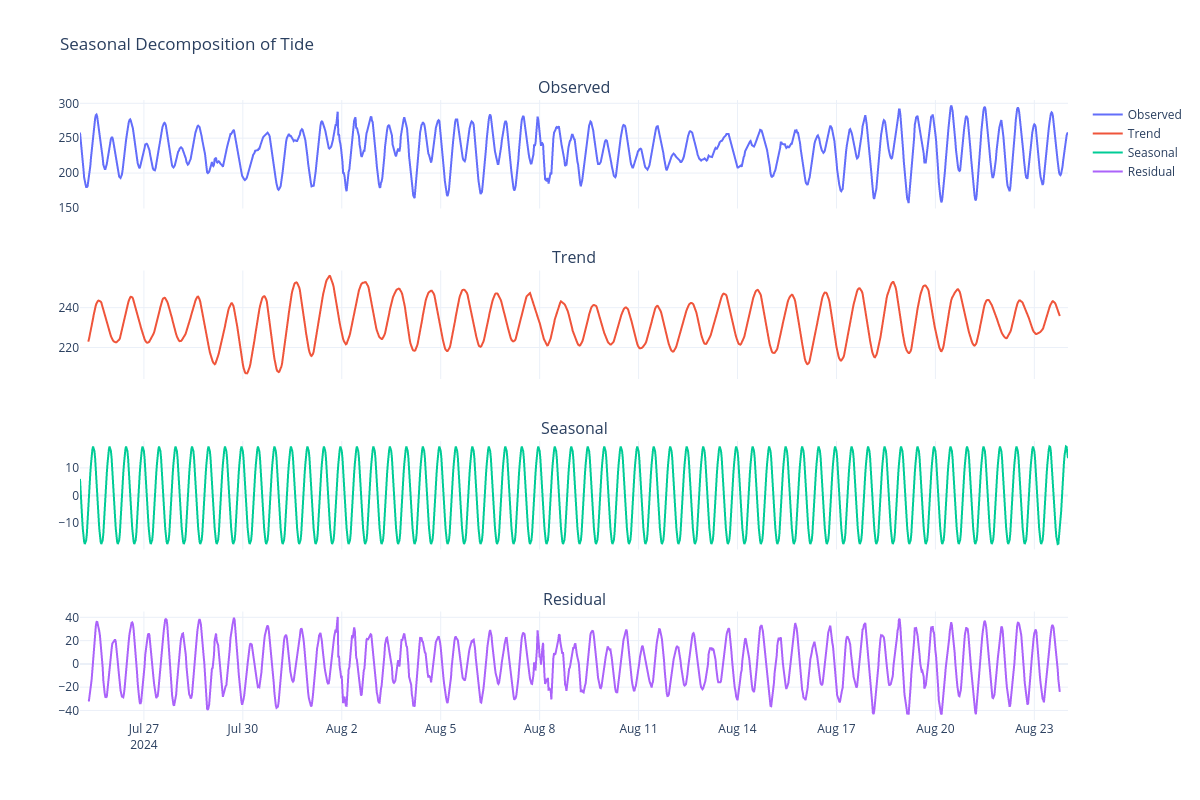 Seasonal Decomposition of Tide
Observed
300
250
200
150
Observed
Trend
Seasonal
Residual
Trend
240
220
Seasonal
10
0
−10
Residual
40
20
0
−20
−40
Jul 27 Jul 30 Aug 2 Aug 5 Aug 8 Aug 11 Aug 14 Aug 17 Aug 20 Aug 23
2024